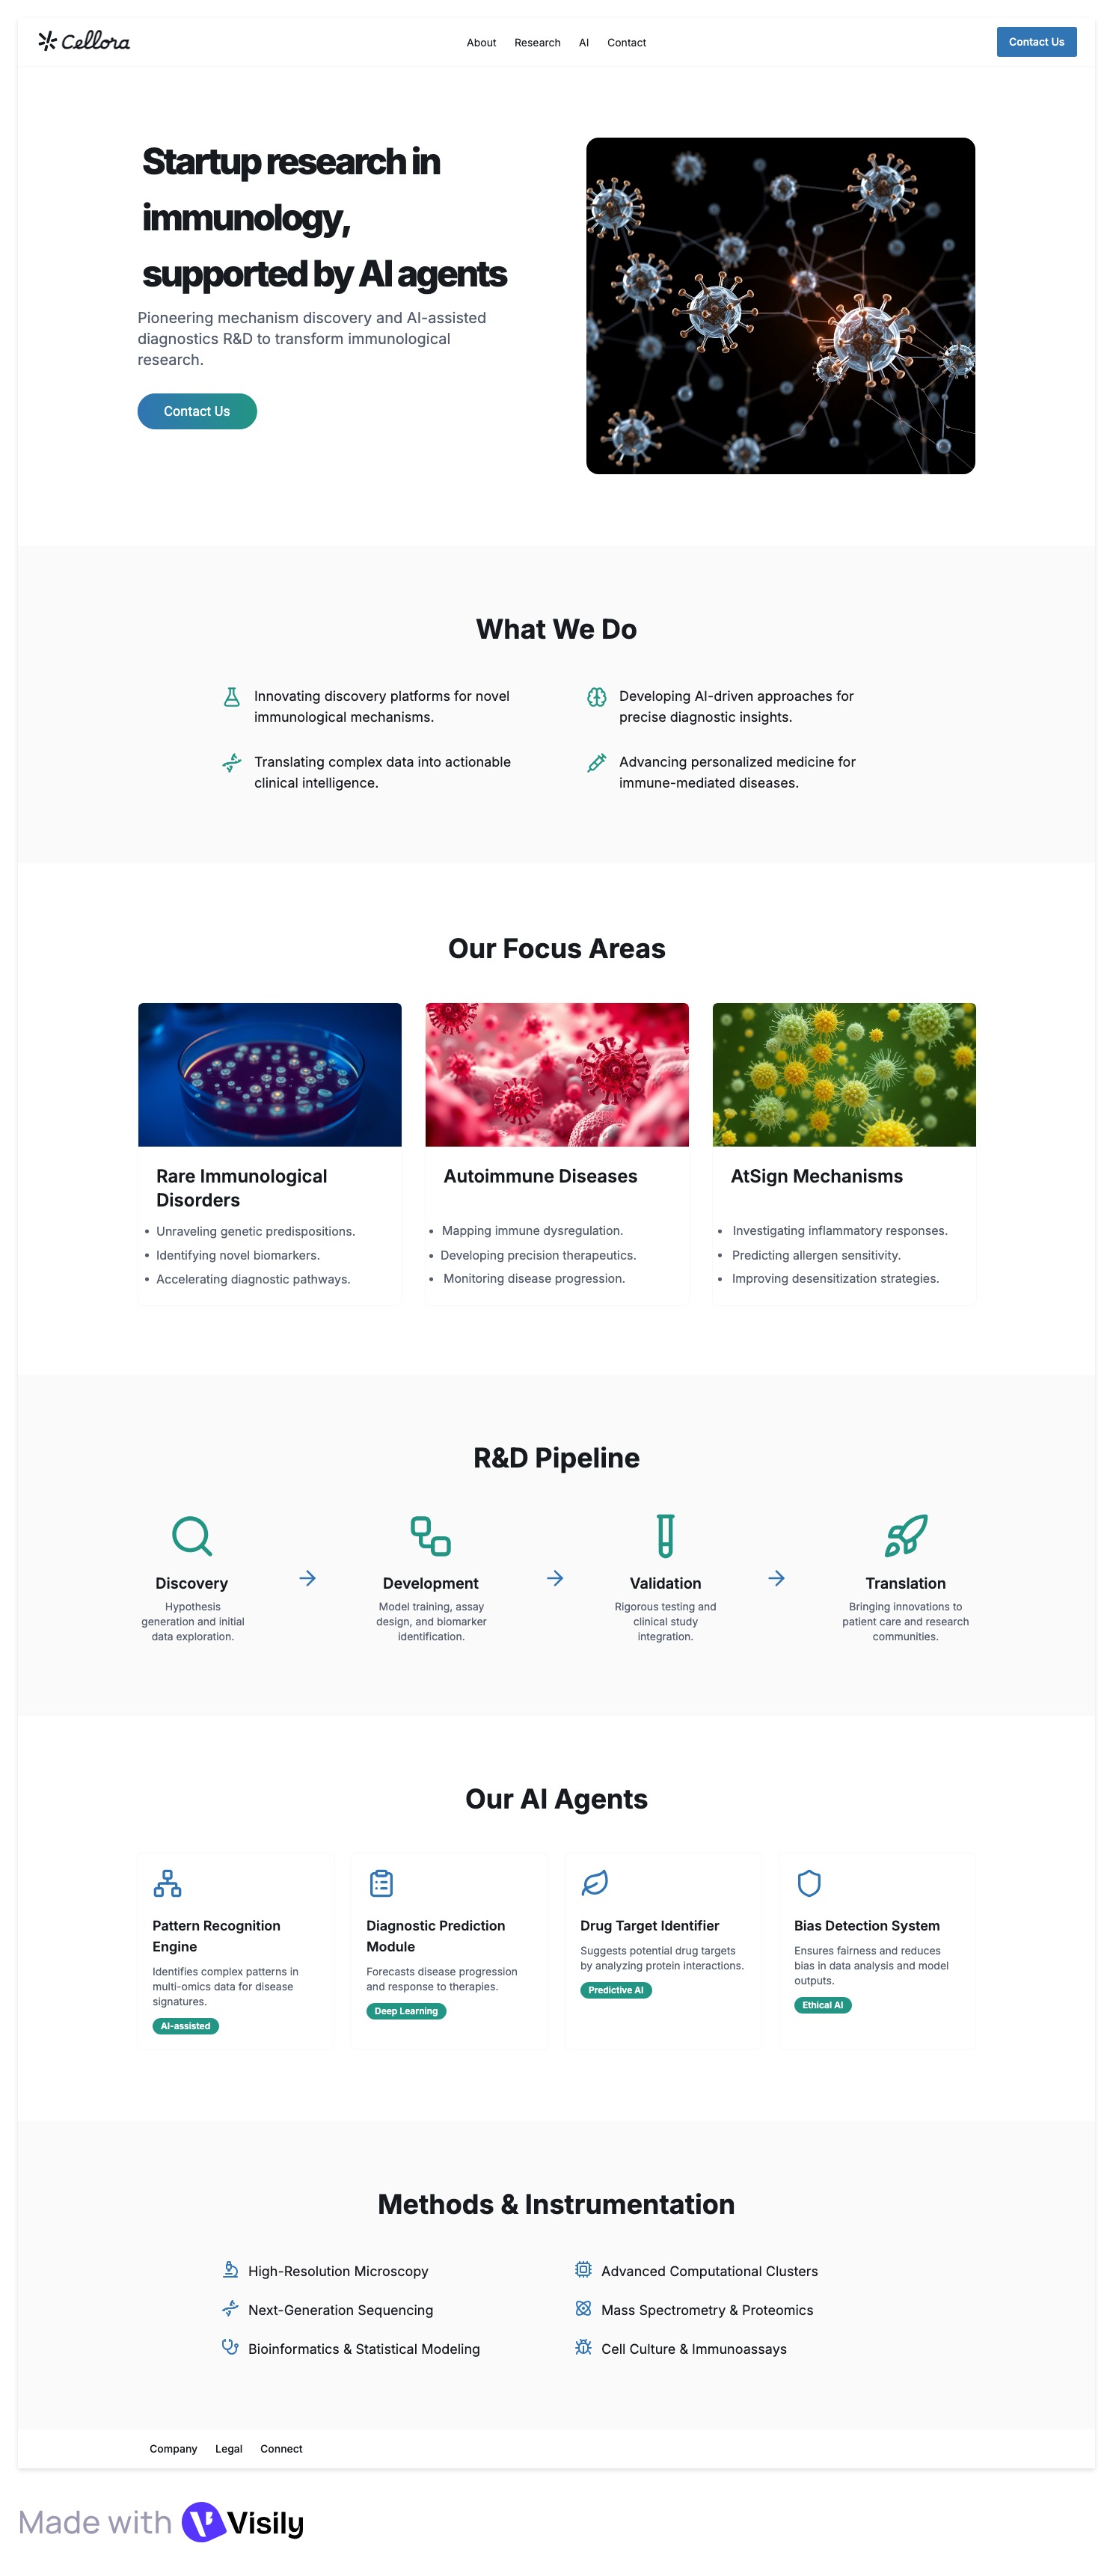 Cellora
About Research AI Contact
Contact Us
Startup research in
immunology,
supported by AI agents
Pioneering mechanism discovery and AI-assisted
diagnostics R&D to transform immunological
research.
Contact Us
What We Do
Innovating discovery platforms for novel
immunological mechanisms.
Developing AI-driven approaches for
precise diagnostic insights.
Translating complex data into actionable
clinical intelligence.
Advancing personalized medicine for
immune-mediated diseases.
Our Focus Areas
Rare Immunological
Disorders
• Unraveling genetic predispositions.
• Identifying novel biomarkers.
• Accelerating diagnostic pathways.
Autoimmune Diseases
• Mapping immune dysregulation.
• Developing precision therapeutics.
• Monitoring disease progression.
AtSign Mechanisms
• Investigating inflammatory responses.
• Predicting allergen sensitivity.
• Improving desensitization strategies.
R&D Pipeline
Discovery
Hypothesis
generation and initial
data exploration.
Development
Model training, assay
design, and biomarker
identification.
Validation
Rigorous testing and
clinical study
integration.
Translation
Bringing innovations to
patient care and research
communities.
Our AI Agents
Pattern Recognition
Engine
Identifies complex patterns in
multi-omics data for disease
signatures.
AI-assisted
Diagnostic Prediction
Module
Forecasts disease progression
and response to therapies.
Deep Learning
Drug Target Identifier
Suggests potential drug targets
by analyzing protein interactions.
Predictive AI
Bias Detection System
Ensures fairness and reduces
bias in data analysis and model
outputs.
Ethical AI
Methods & Instrumentation
High-Resolution Microscopy
Advanced Computational Clusters
Next-Generation Sequencing
Mass Spectrometry & Proteomics
Bioinformatics & Statistical Modeling
Cell Culture & Immunoassays
Company Legal Connect
Made with Visily